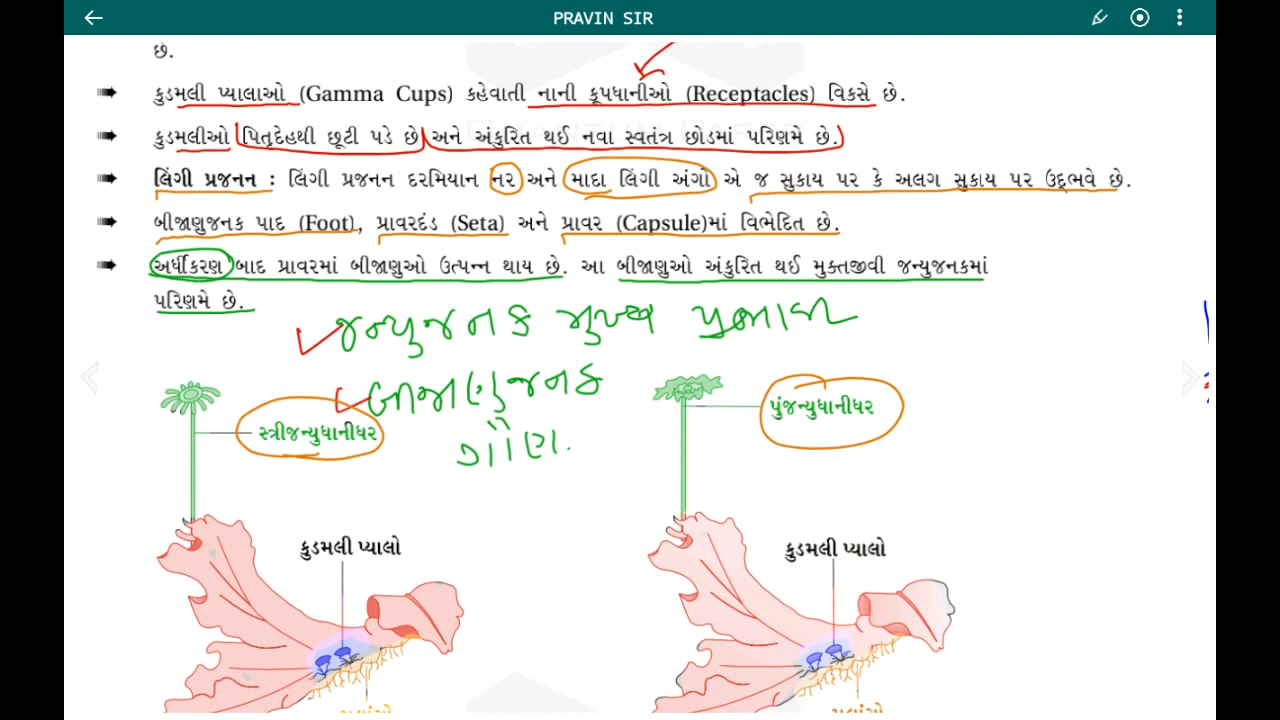 PRAVIN SIR
છે.
કુડમલી પ્યાલાઓ (Gamma Cups) કહેવાતી નાની કૂપધાનીઓ (Receptacles) વિકસે છે.
કુડમલીઓ પિતૃદેહથી છૂટી પડે છે અને અંકુરિત થઈ નવા સ્વતંત્ર છોડમાં પરિણમે છે.
લિંગી પ્રજનન : લિંગી પ્રજનન દરમિયાન નર અને માદા લિંગી અંગો એ જ સુકાય પર કે અલગ સુકાય પર ઉદ્ભવે છે.
બીજાણુજનક પાદ (Foot), પ્રાવરદંડ (Seta) અને પ્રાવર (Capsule)માં વિભેદિત છે.
અર્ધીકરણ બાદ પ્રાવરમાં બીજાણુઓ ઉત્પન્ન થાય છે. આ બીજાણુઓ અંકુરિત થઈ મુક્તજીવી જન્યુજનકમાં
પરિણમે છે.
જન્યુજનક મુખ્ય પ્રભાવી
બીજાણુજનક
ગૌણ.
સ્ત્રીજન્યુધાનીધર
પુંજન્યુધાનીધર
કુડમલી પ્યાલો
કુડમલી પ્યાલો